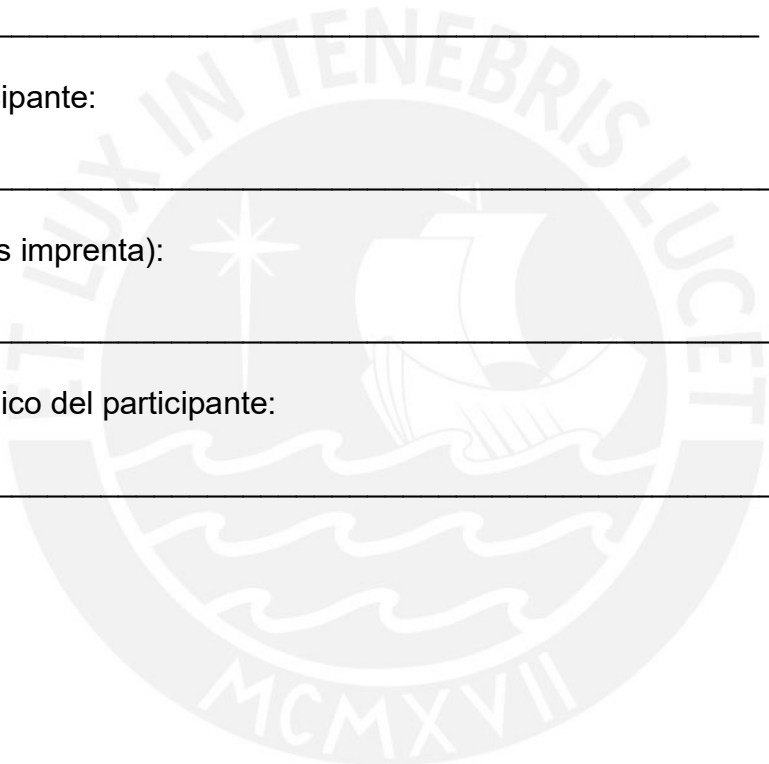 ipante:
s imprenta):
ico del participante:
ET LUX IN TENEBRIS LUCET
MCMXVII